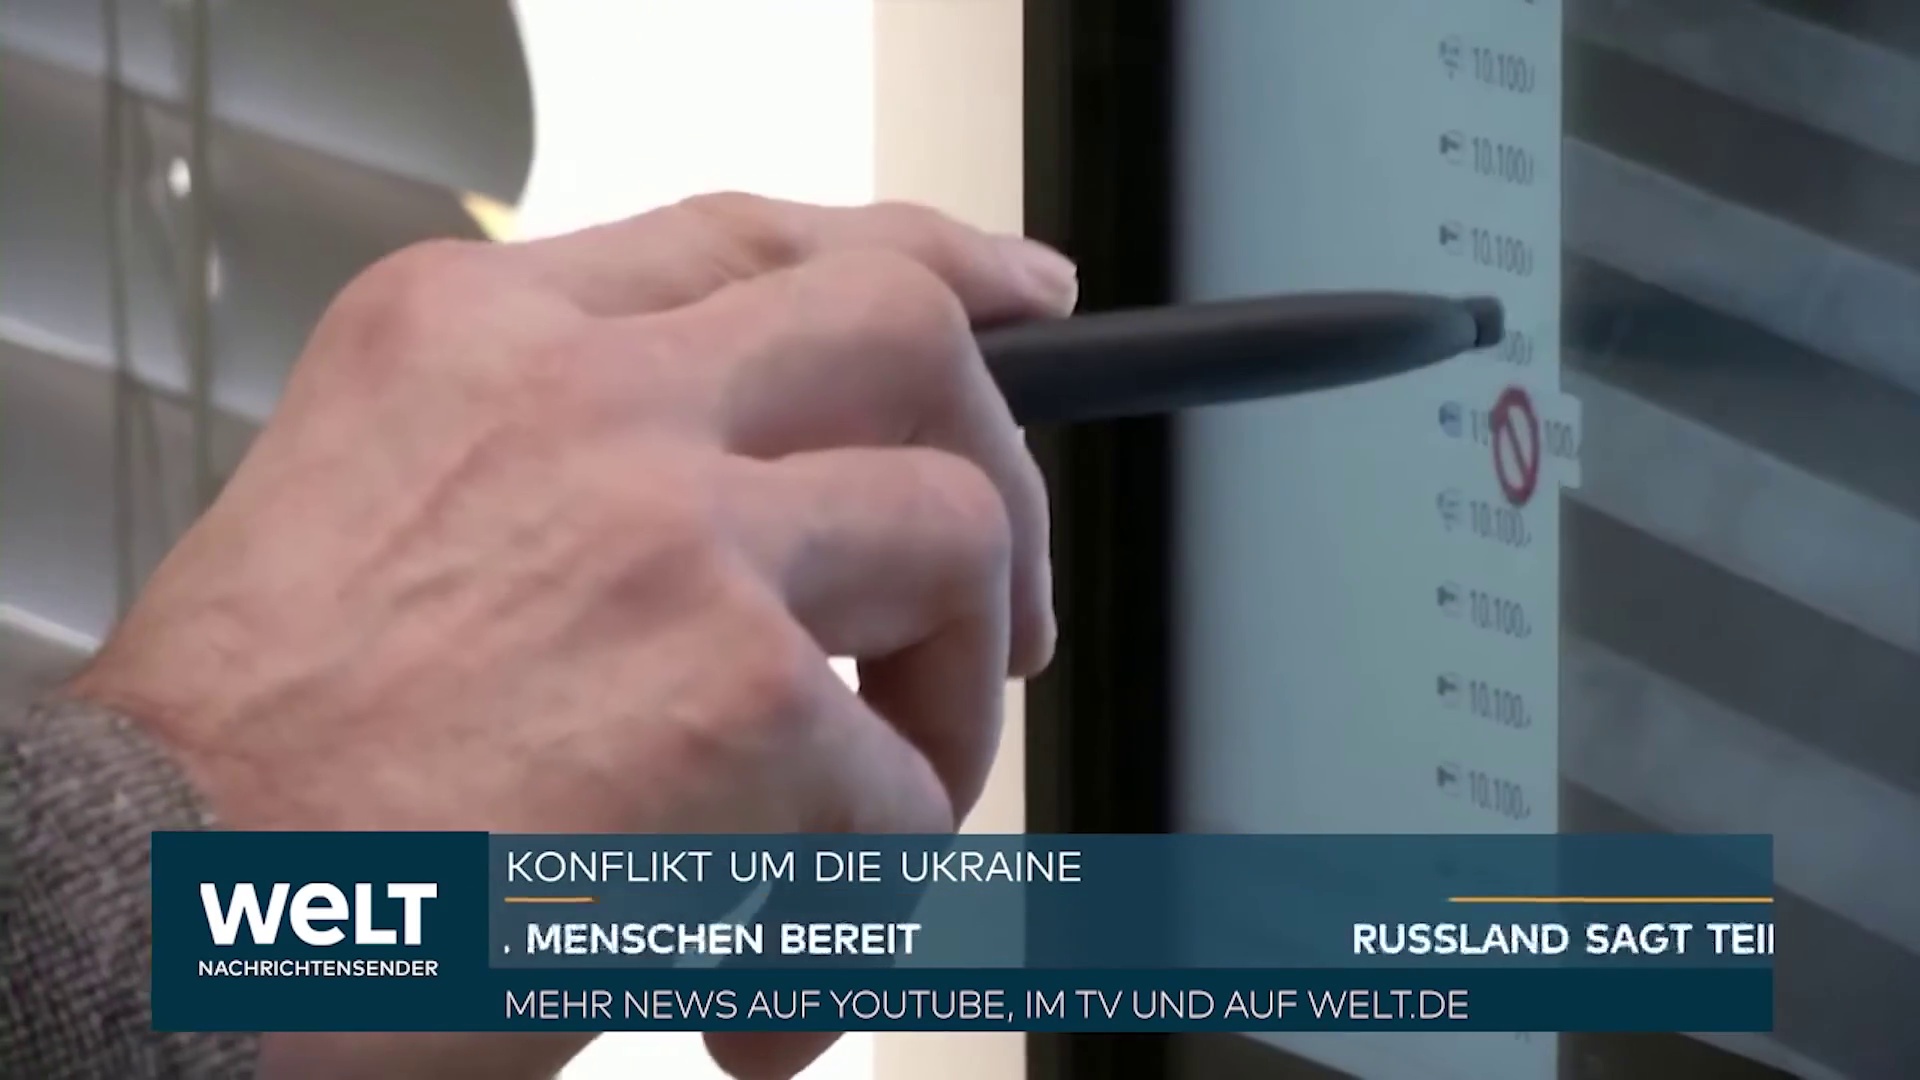 10.100.
10.100.
10.100.
100.
10.100.
10.100.
10.100.
10.100.
WELT
NACHRICHTENSENDER
KONFLIKT UM DIE UKRAINE
. MENSCHEN BEREIT
RUSSLAND SAGT TEI
MEHR NEWS AUF YOUTUBE, IM TV UND AUF WELT.DE